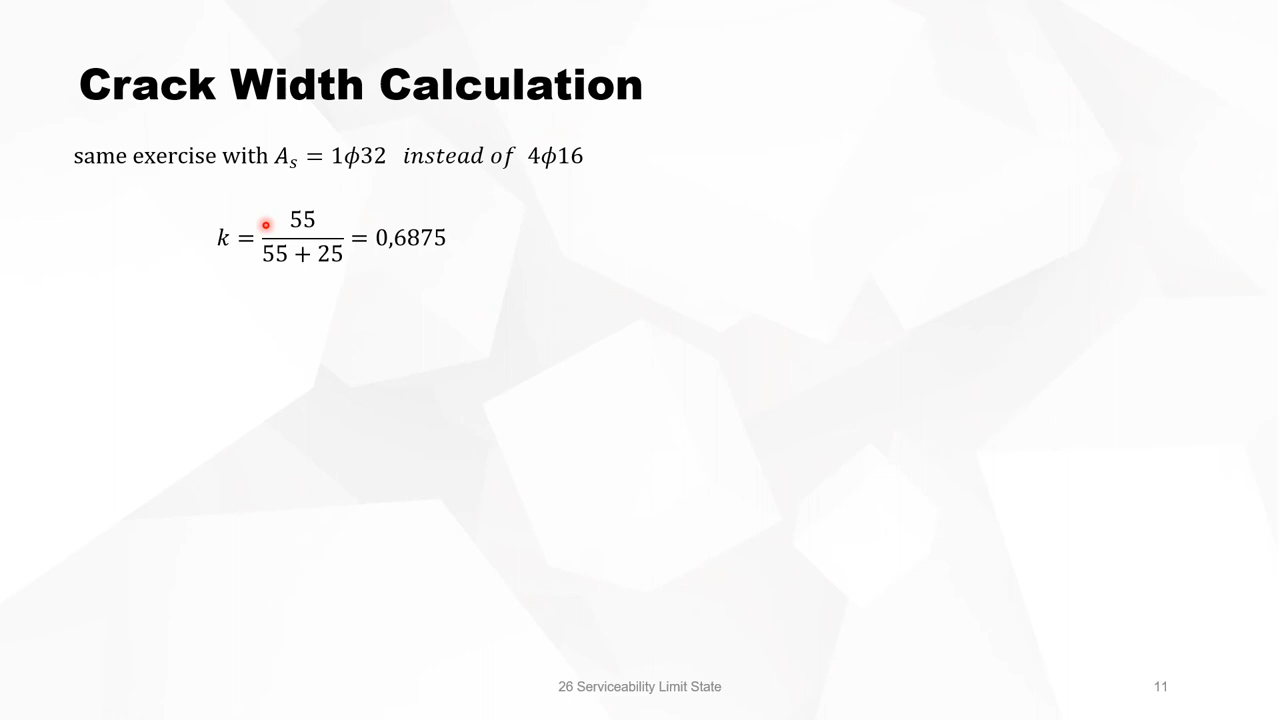 Crack Width Calculation
same exercise with 𝐴ₛ = 1𝜙32 instead of 4𝜙16
𝑘 = 55 / (55 + 25) = 0,6875
26 Serviceability Limit State
11